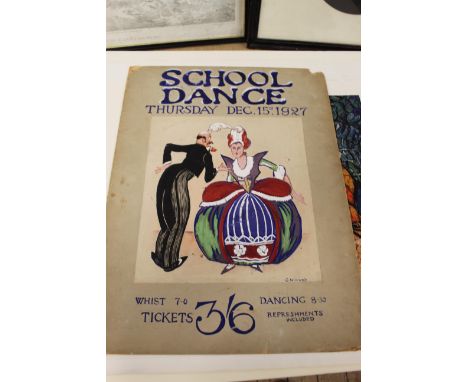 SCHOOL
DANCE
THURSDAY DEC. 15TH 1927
WHIST 7-0
TICKETS
3/6
DANCING 8-30
REFRESHMENTS
INCLUDED